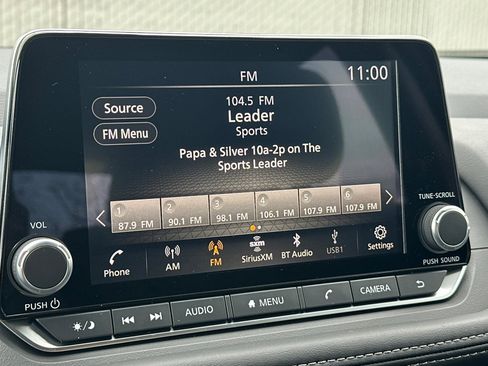 FM
11:00
Source
FM Menu
104.5 FM
Leader
Sports
Papa & Silver 10a-2p on The
Sports Leader
1 2 3 4 5 6
87.9 FM 90.1 FM 98.1 FM 106.1 FM 107.9 FM 107.9 FM
Phone AM FM SiriusXM BT Audio USB1 Settings
sxm
VOL
PUSH
TUNE·SCROLL
PUSH SOUND
AUDIO MENU CAMERA